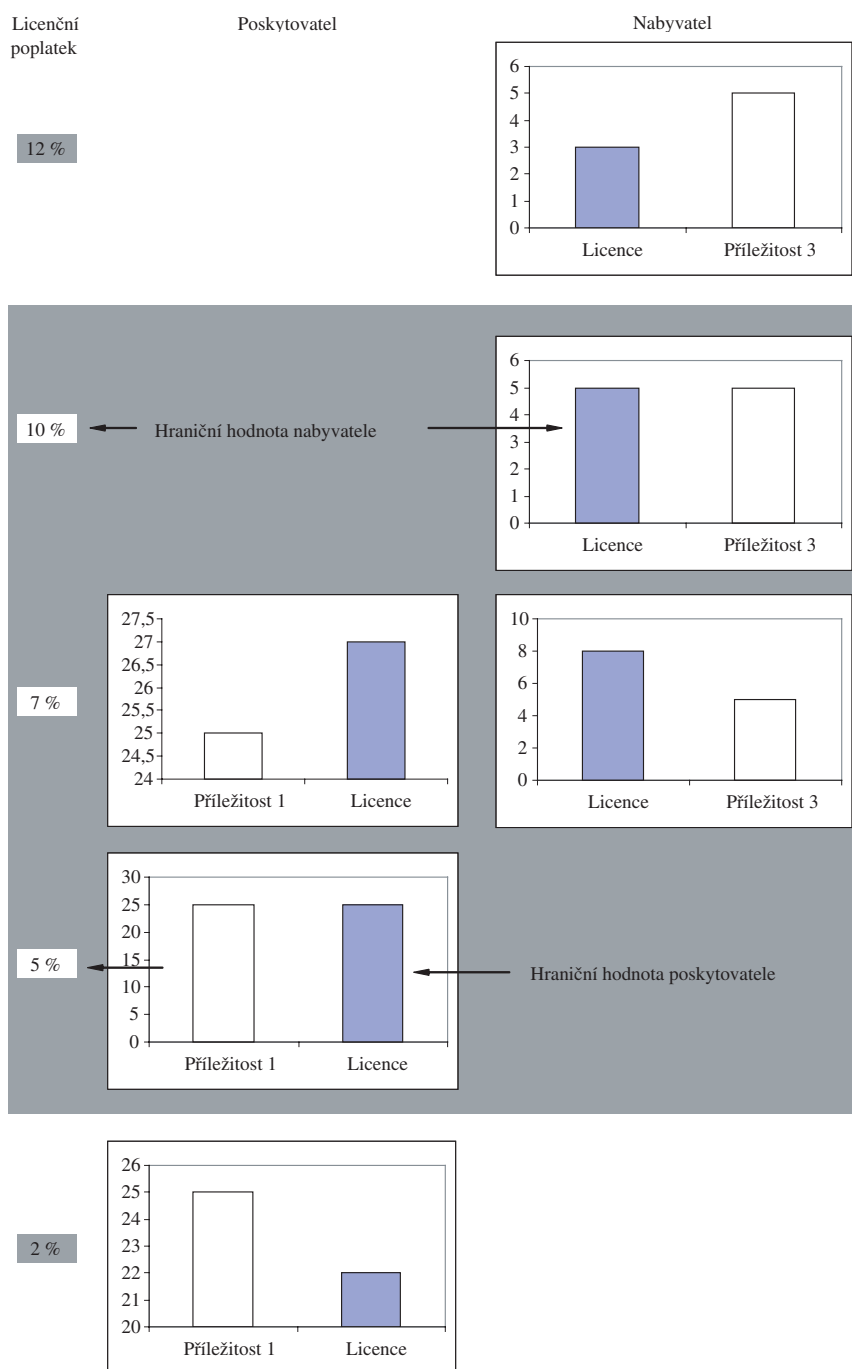 Licenční
poplatek
Poskytovatel
Nabyvatel
12 %
6
5
4
3
2
1
0
Licence
Příležitost 3
10 %
Hraniční hodnota nabyvatele
6
5
4
3
2
1
0
Licence
Příležitost 3
7 %
27,5
27
26,5
26
25,5
25
24,5
24
Příležitost 1
Licence
10
8
6
4
2
0
Licence
Příležitost 3
5 %
30
25
20
15
10
5
0
Příležitost 1
Licence
Hraniční hodnota poskytovatele
2 %
26
25
24
23
22
21
20
Příležitost 1
Licence